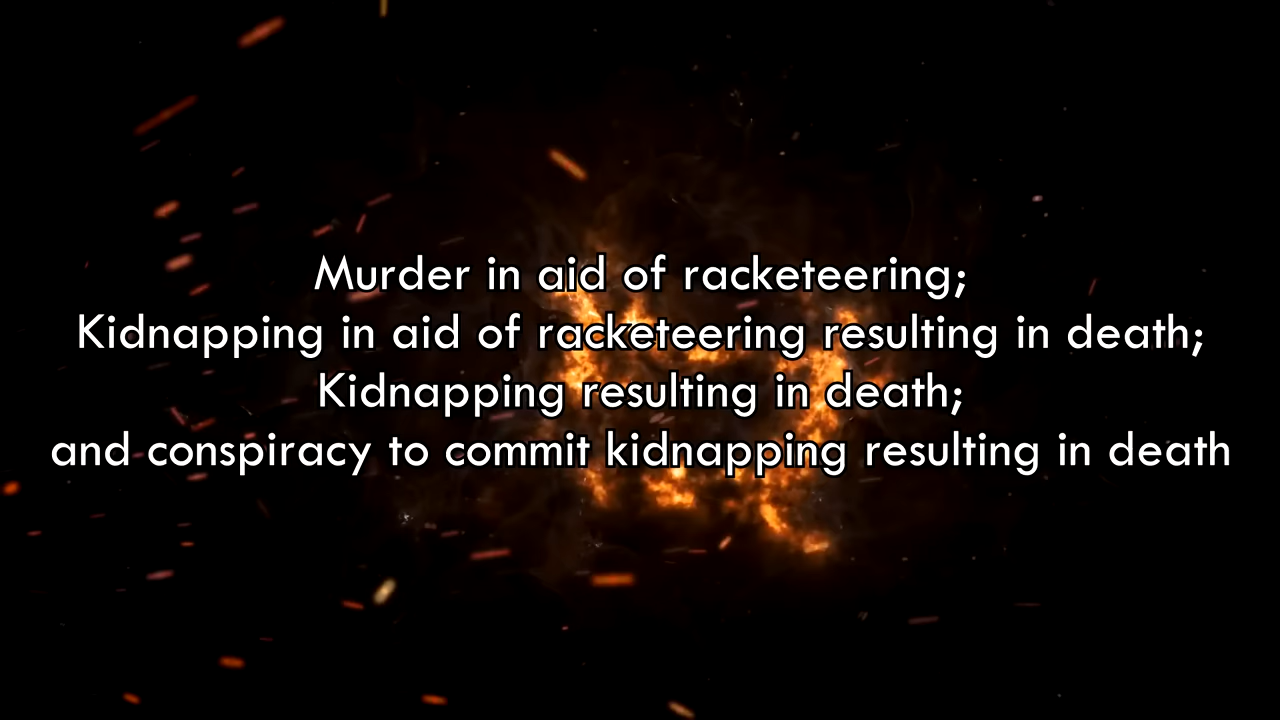 Murder in aid of racketeering;
Kidnapping in aid of racketeering resulting in death;
Kidnapping resulting in death;
and conspiracy to commit kidnapping resulting in death